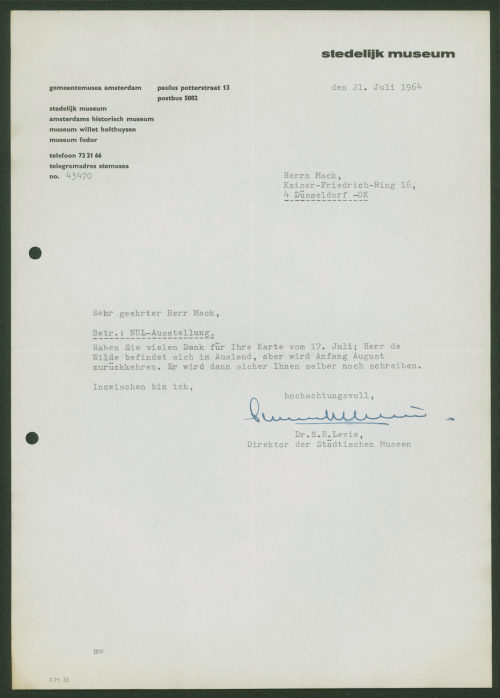 stedelijk museum
gemeentemusea amsterdam paulus potterstraat 13
postbus 5082
den 21. Juli 1964
stedelijk museum
amsterdams historisch museum
museum willet holthuysen
museum fodor
telefoon 73 21 66
telegramadres stemusea
no. 43470
Herrn Mack,
Kaiser-Friedrich-Ring 16,
4 Düsseldorf -OK
Sehr geehrter Herr Mack,
Betr.: NUL-Ausstellung,
Haben Sie vielen Dank für Ihre Karte vom 17. Juli; Herr de
Wilde befindet sich im Ausland, aber wird Anfang August
zurückkehren. Er wird dann sicher Ihnen selber noch schreiben.
Inzwischen bin ich,
hochachtungsvoll,
Dr.S.H.Levie,
Direktor der Städtischen Museen
G.M. 33